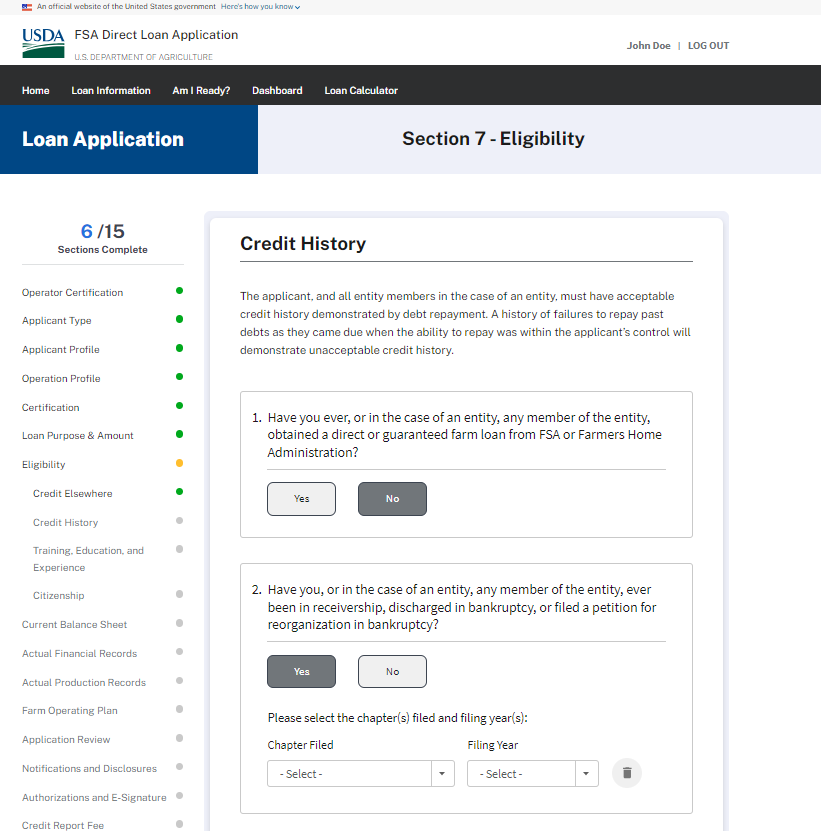 An official website of the United States government Here's how you know
USDA FSA Direct Loan Application
U.S. DEPARTMENT OF AGRICULTURE
John Doe | LOG OUT
Home Loan Information Am I Ready? Dashboard Loan Calculator
Loan Application
Section 7 - Eligibility
6 /15
Sections Complete
Operator Certification
Applicant Type
Applicant Profile
Operation Profile
Certification
Loan Purpose & Amount
Eligibility
Credit Elsewhere
Credit History
Training, Education, and
Experience
Citizenship
Current Balance Sheet
Actual Financial Records
Actual Production Records
Farm Operating Plan
Application Review
Notifications and Disclosures
Authorizations and E-Signature
Credit Report Fee
Credit History
The applicant, and all entity members in the case of an entity, must have acceptable
credit history demonstrated by debt repayment. A history of failures to repay past
debts as they came due when the ability to repay was within the applicant's control will
demonstrate unacceptable credit history.
1. Have you ever, or in the case of an entity, any member of the entity,
obtained a direct or guaranteed farm loan from FSA or Farmers Home
Administration?
Yes No
2. Have you, or in the case of an entity, any member of the entity, ever
been in receivership, discharged in bankruptcy, or filed a petition for
reorganization in bankruptcy?
Yes No
Please select the chapter(s) filed and filing year(s):
Chapter Filed Filing Year
- Select - - Select -